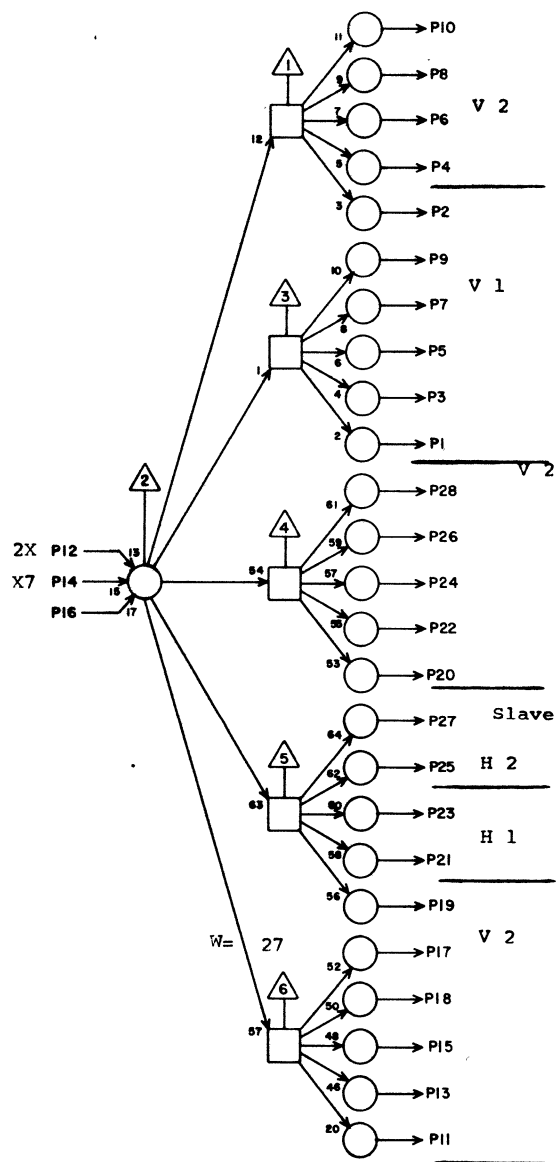 11 P10
1
9 P8
V 2
7 P6
12
5 P4
3 P2
10 P9
V 1
3
8 P7
6 P5
1
4 P3
2 P1
V 2
61 P28
2
4
59 P26
2X P12 13
54
57 P24
X7 P14 15
P16 17
55 P22
53 P20
Slave
64 P27
5
62 P25
H 2
63
60 P23
H 1
58 P21
56 P19
V 2
W= 27
52 P17
6
50 P18
57
48 P15
46 P13
20 P11